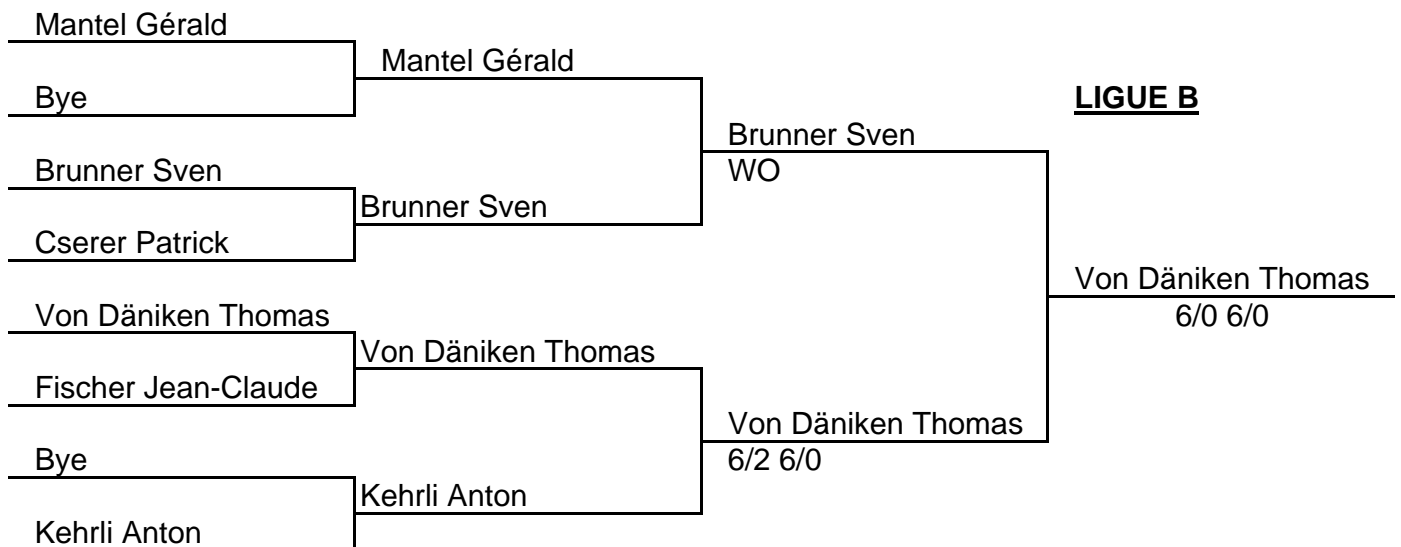 Mantel Gérald
Mantel Gérald
Bye
LIGUE B
Brunner Sven
Brunner Sven
WO
Brunner Sven
Cserer Patrick
Von Däniken Thomas
Von Däniken Thomas
6/0 6/0
Von Däniken Thomas
Fischer Jean-Claude
Von Däniken Thomas
Bye
6/2 6/0
Kehrli Anton
Kehrli Anton